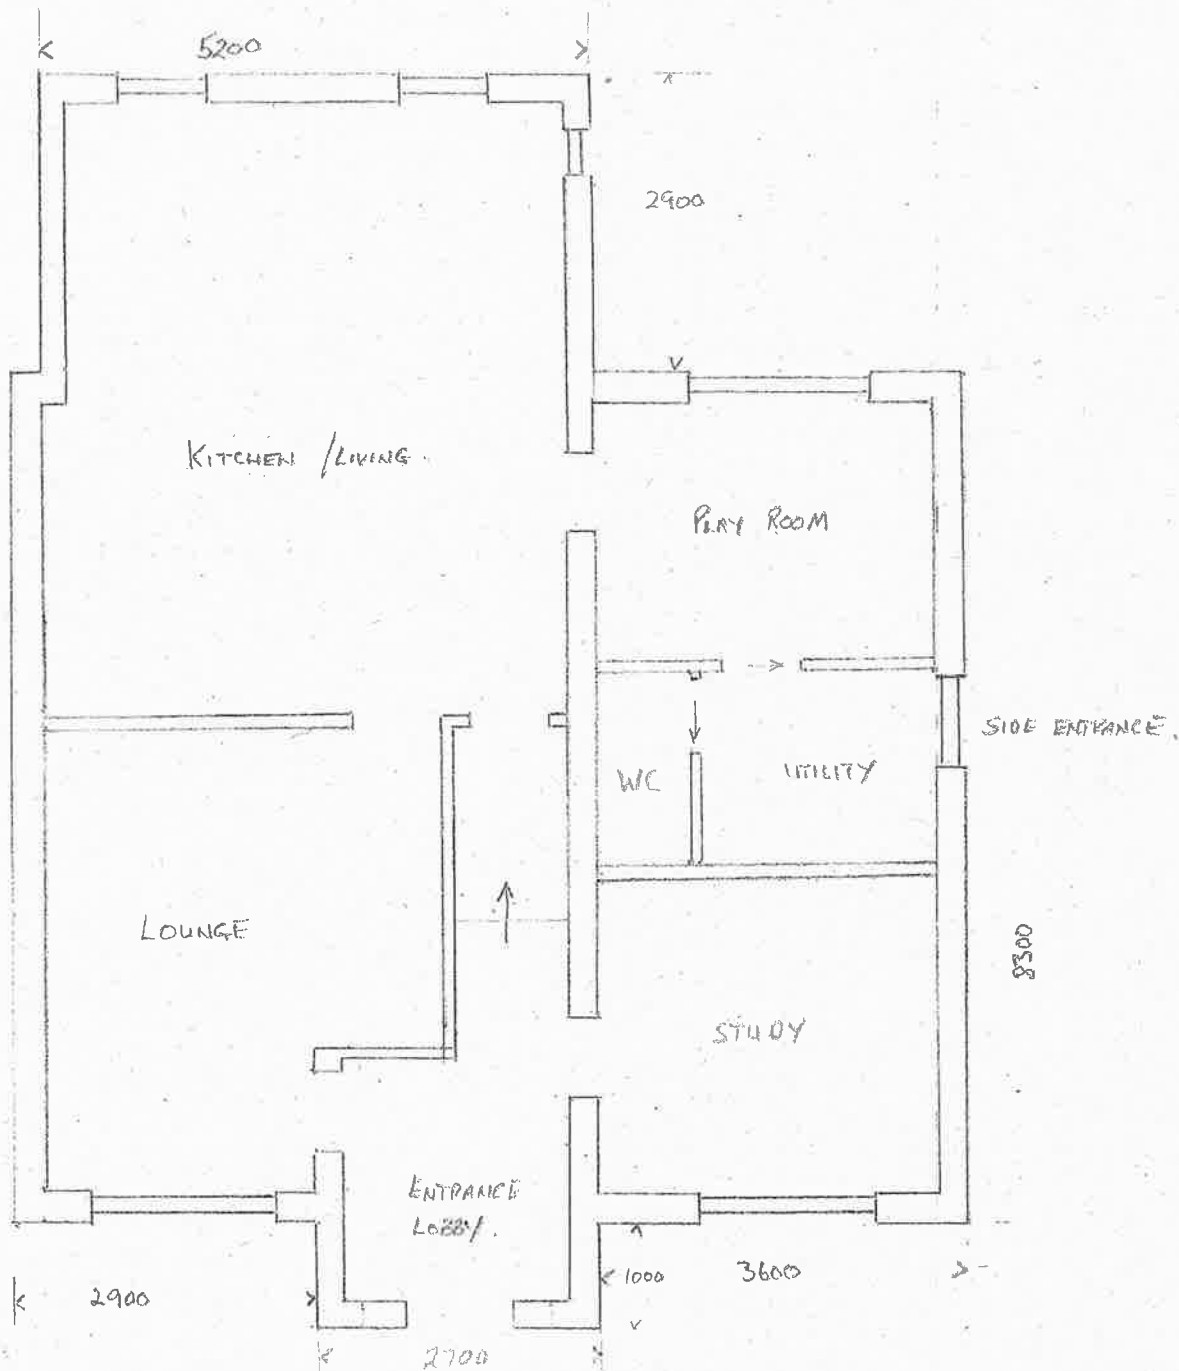 5200
2900
KITCHEN /LIVING.
PLAY ROOM
SIDE ENTRANCE.
WC
UTILITY
LOUNGE
8300
STUDY
ENTRANCE
LOBBY.
1000
3600
2900
2700